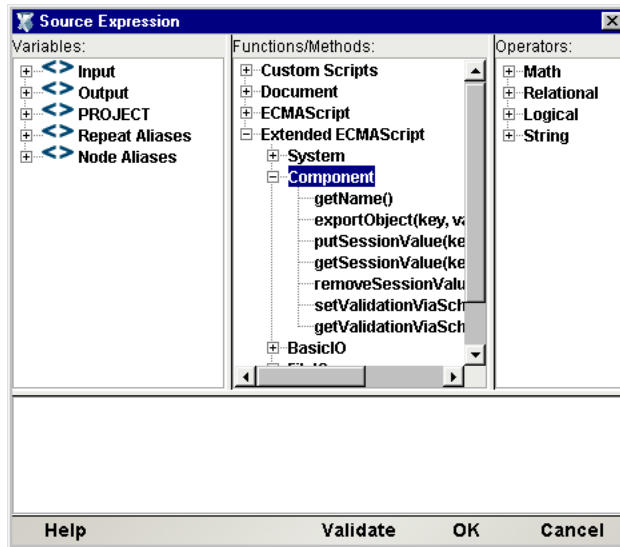 Source Expression
Variables:
Input
Output
PROJECT
Repeat Aliases
Node Aliases
Functions/Methods:
Custom Scripts
Document
ECMAScript
Extended ECMAScript
System
Component
getName()
exportObject(key, va
putSessionValue(ke
getSessionValue(ke
removeSessionValu
setValidationViaSch
getValidationViaSch
BasicIO
Operators:
Math
Relational
Logical
String
Help Validate OK Cancel